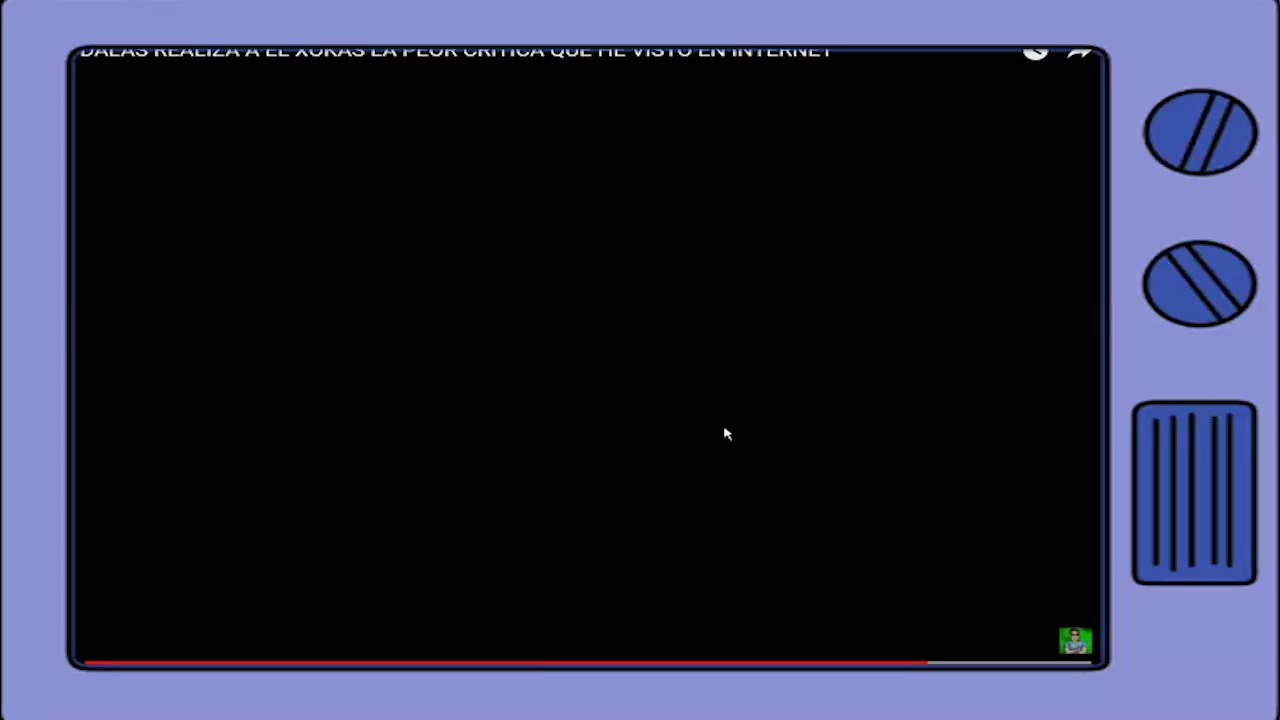 DALAS REALIZA A EL XOKAS LA PEOR CRITICA QUE HE VISTO EN INTERNET